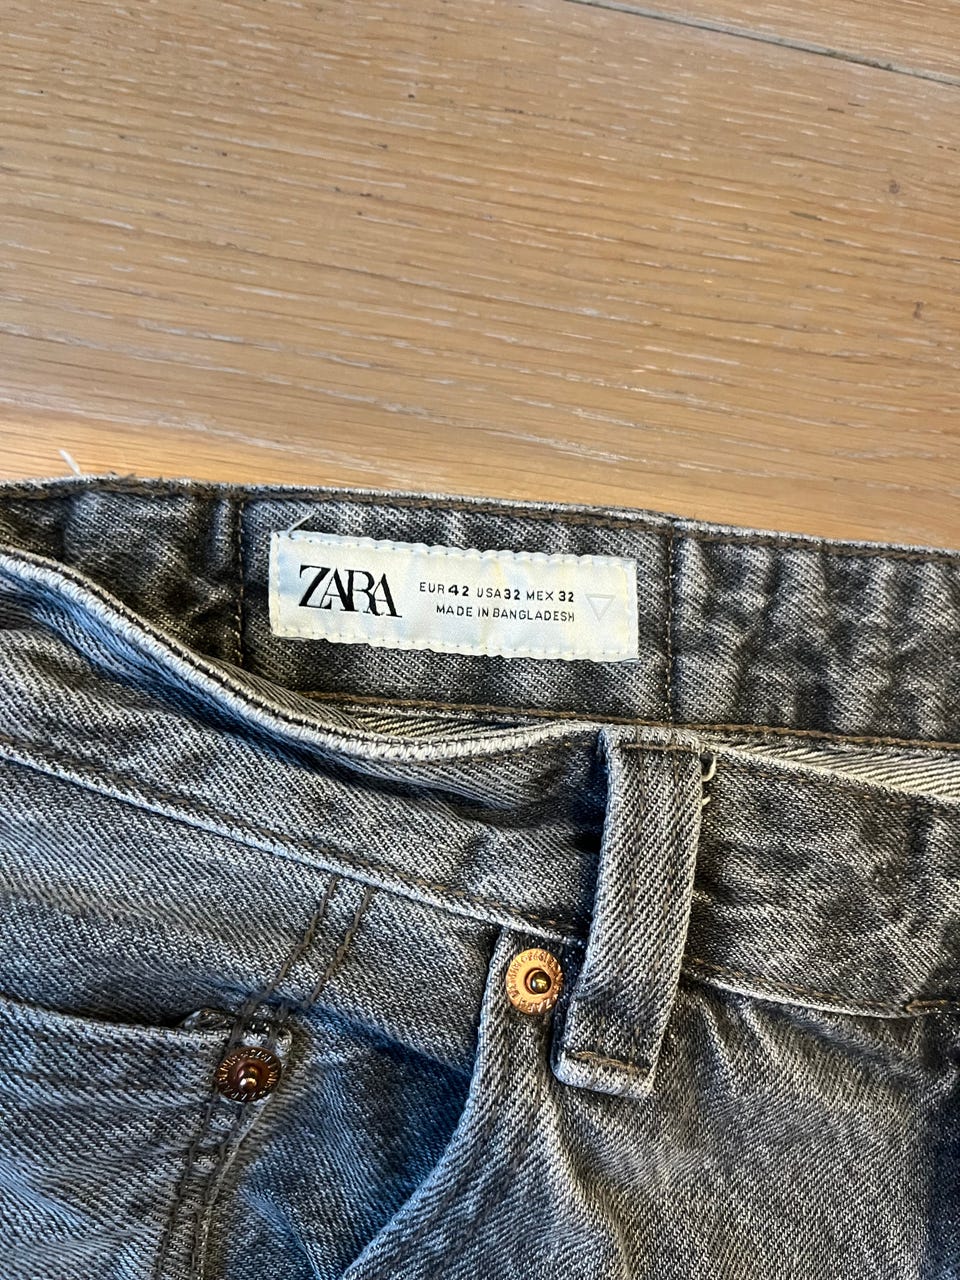 ZARA
EUR 42 USA 32 MEX 32
MADE IN BANGLADESH